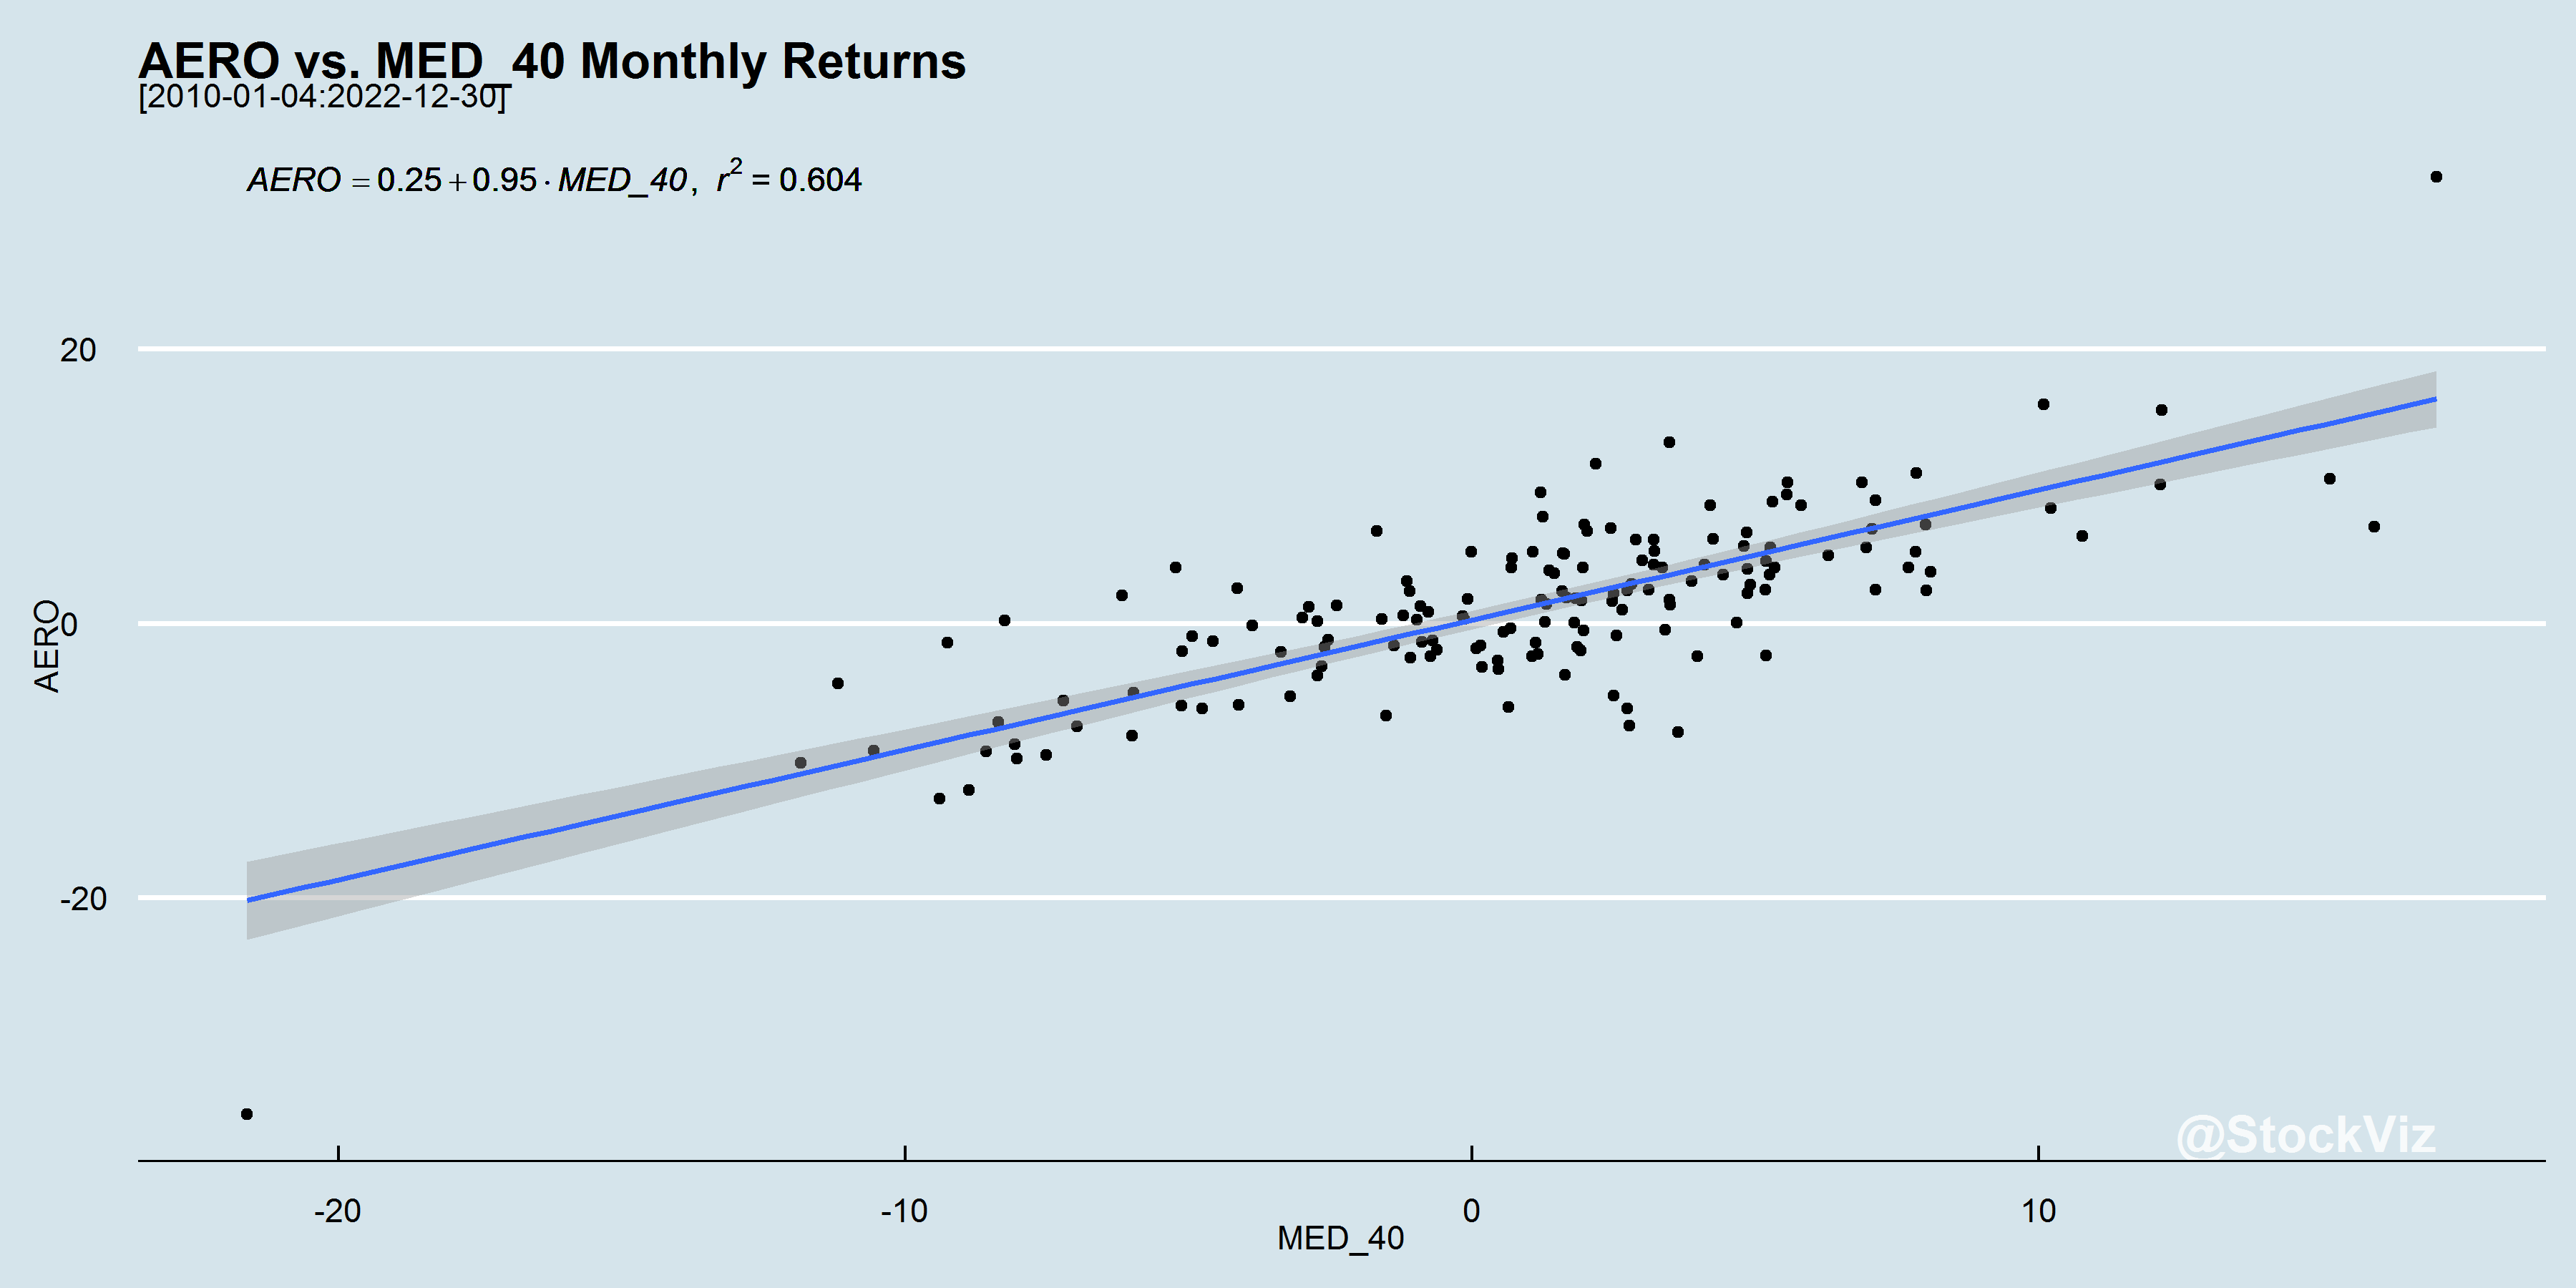 AERO vs. MED_40 Monthly Returns
[2010-01-04:2022-12-30]
AERO = 0.25 + 0.95 · MED_40, r² = 0.604
20
0
-20
AERO
@StockViz
-20 -10 0 10
MED_40